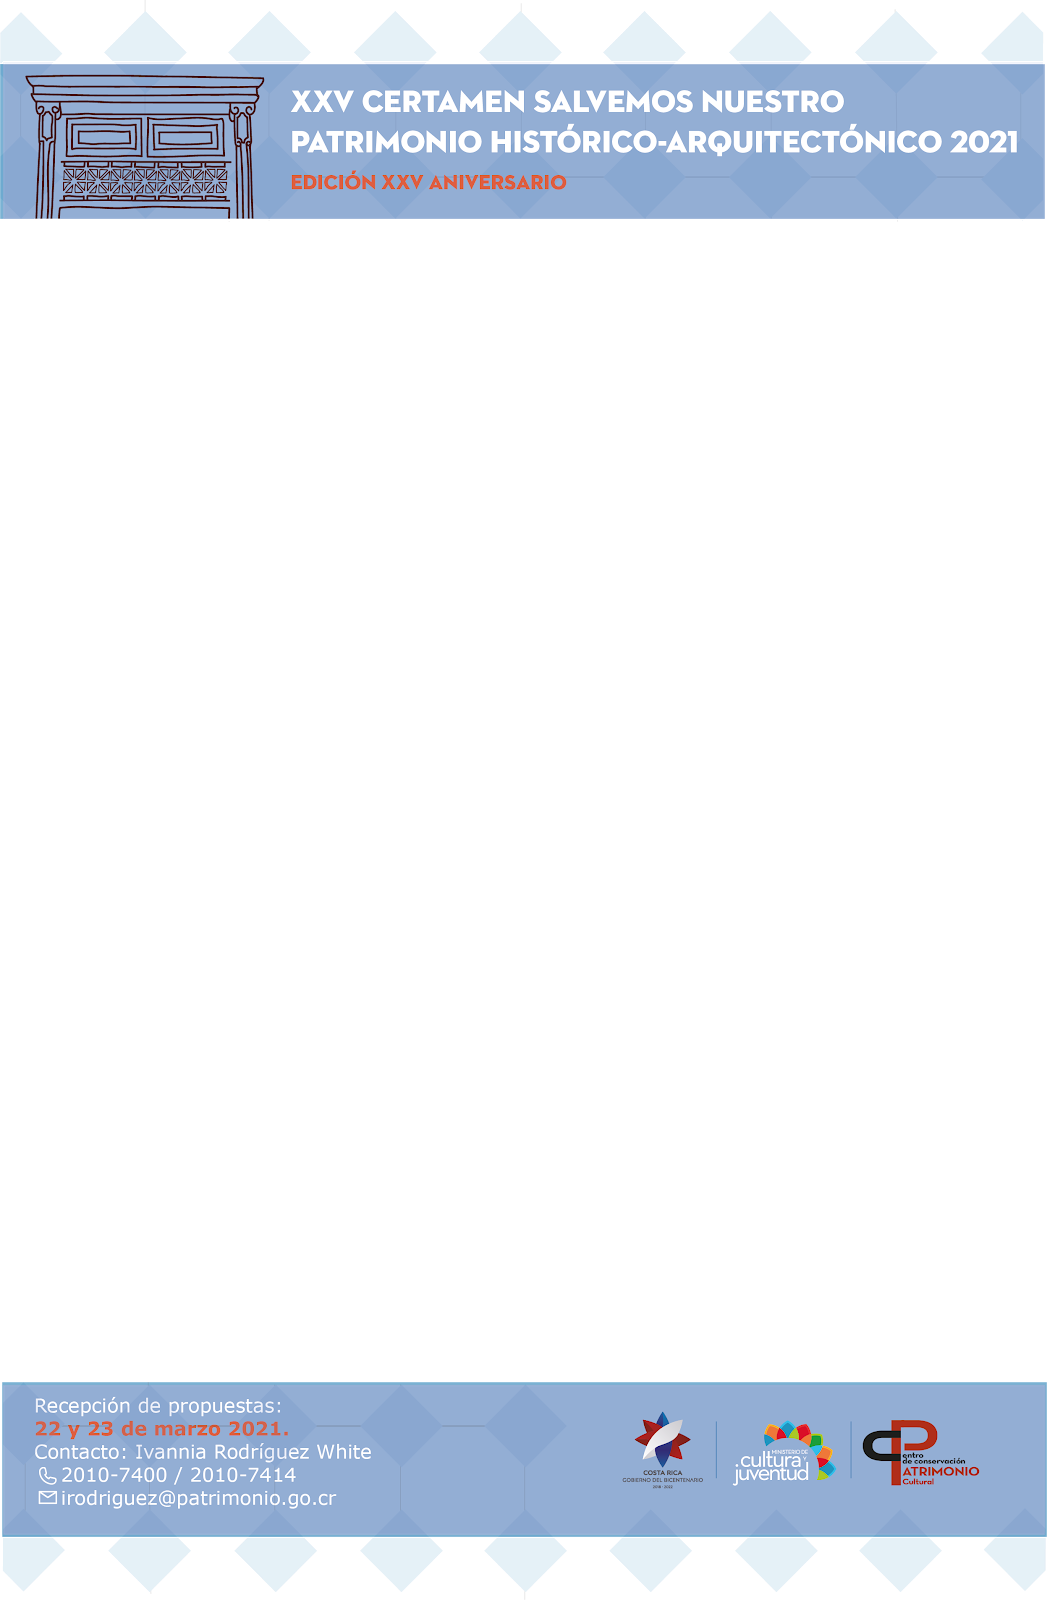 XXV CERTAMEN SALVEMOS NUESTRO
PATRIMONIO HISTÓRICO-ARQUITECTÓNICO 2021
EDICIÓN XXV ANIVERSARIO
Recepción de propuestas:
22 y 23 de marzo 2021.
Contacto: Ivannia Rodríguez White
2010-7400 / 2010-7414
irodriguez@patrimonio.go.cr
COSTA RICA
GOBIERNO DEL BICENTENARIO
2018 - 2022
MINISTERIO DE
cultura y
juventud
Centro
de conservación
PATRIMONIO
Cultural